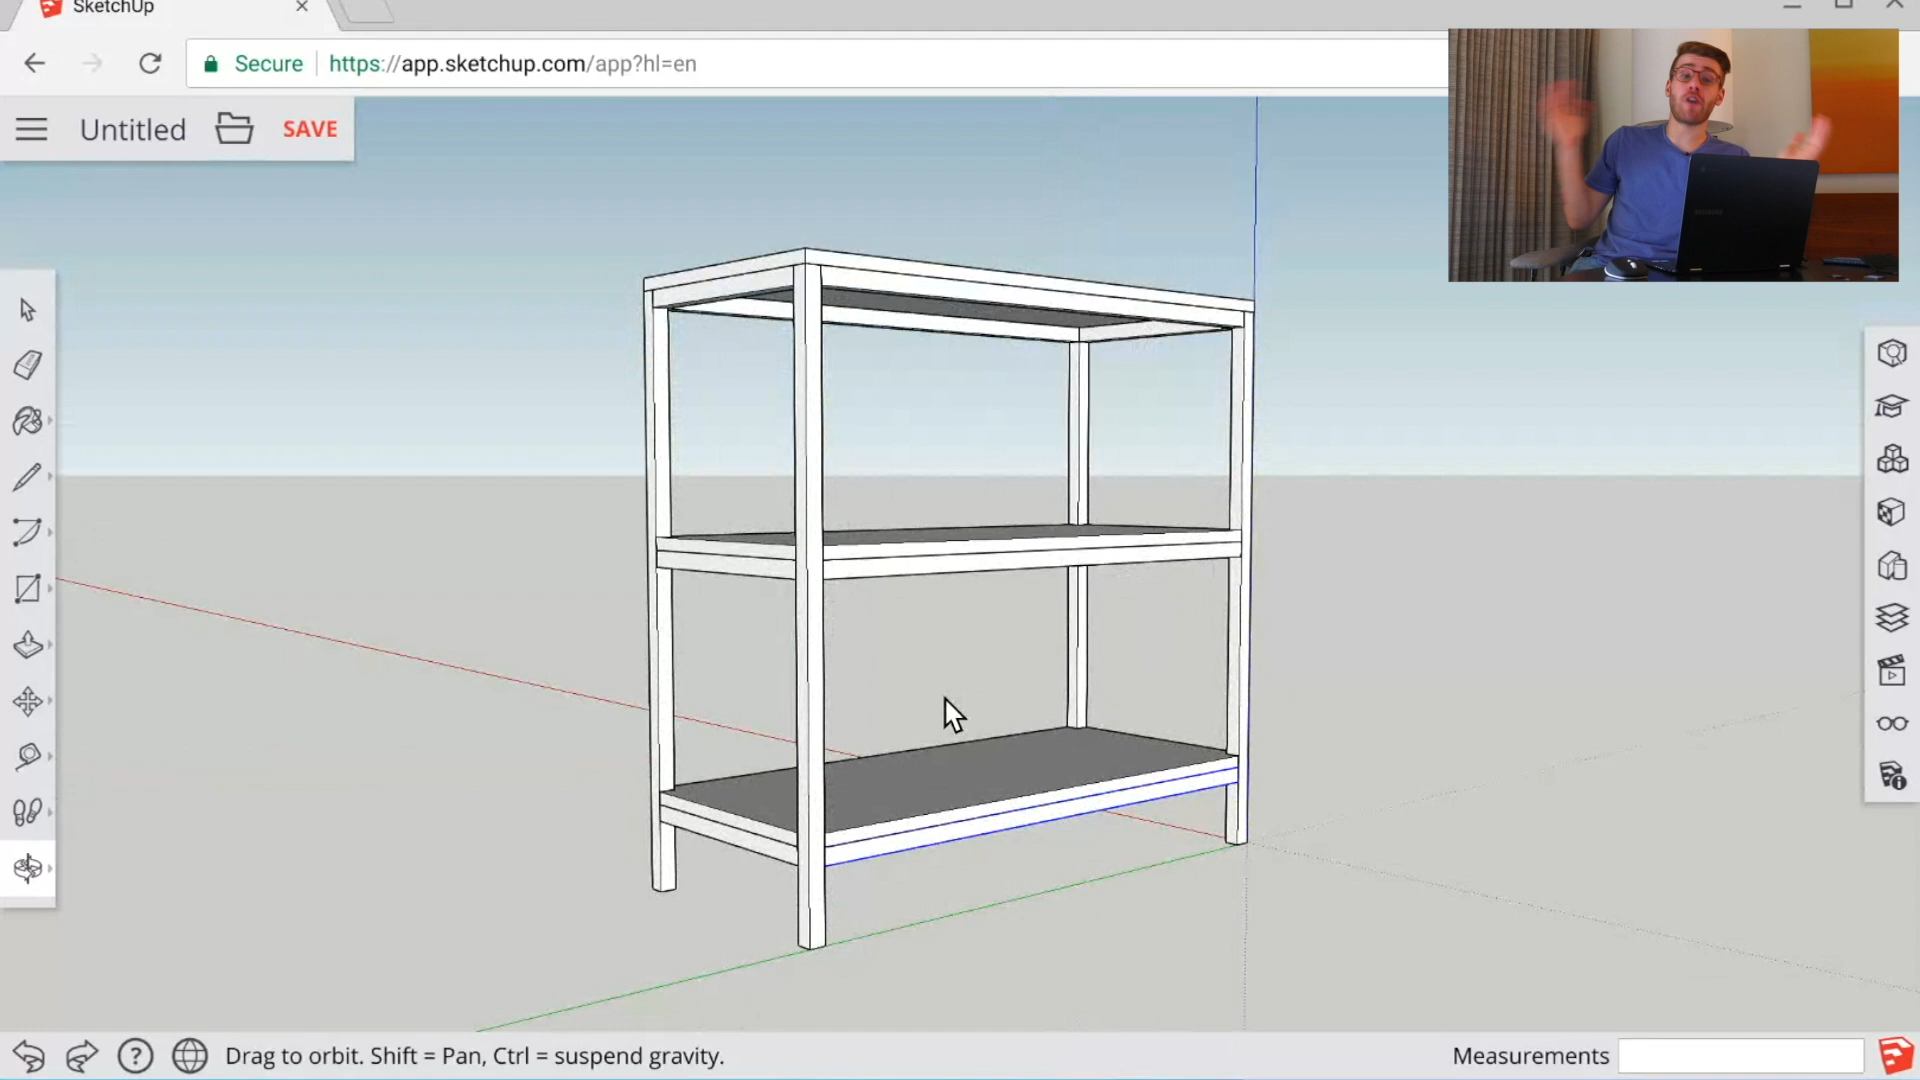 SketchUp
Secure https://app.sketchup.com/app?hl=en
Untitled SAVE
SAMSUNG
Drag to orbit. Shift = Pan, Ctrl = suspend gravity.
Measurements